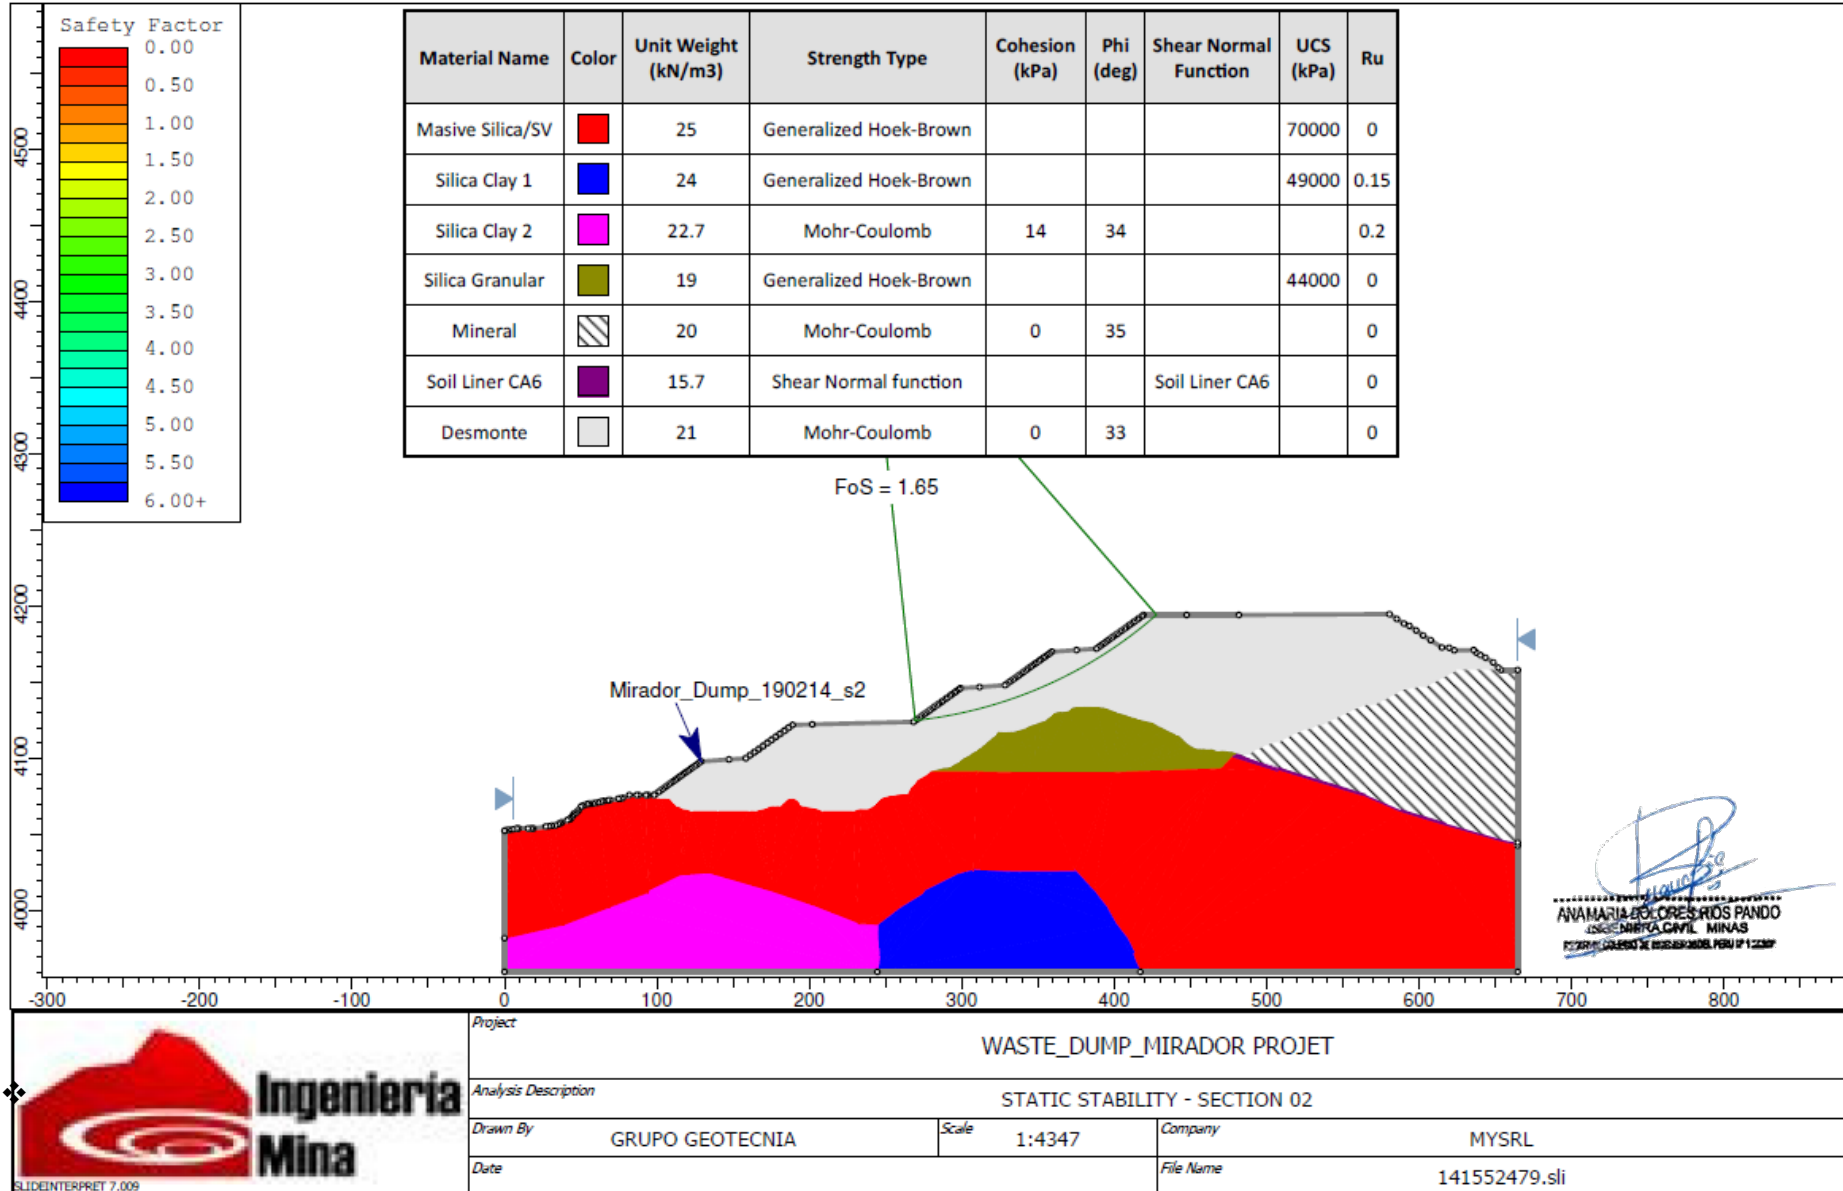 Safety Factor
0.00
0.50
1.00
1.50
2.00
2.50
3.00
3.50
4.00
4.50
5.00
5.50
6.00+
Material Name Color Unit Weight (kN/m3) Strength Type Cohesion (kPa) Phi (deg) Shear Normal Function UCS (kPa) Ru
Masive Silica/SV 25 Generalized Hoek-Brown 70000 0
Silica Clay 1 24 Generalized Hoek-Brown 49000 0.15
Silica Clay 2 22.7 Mohr-Coulomb 14 34 0.2
Silica Granular 19 Generalized Hoek-Brown 44000 0
Mineral 20 Mohr-Coulomb 0 35 0
Soil Liner CA6 15.7 Shear Normal function Soil Liner CA6 0
Desmonte 21 Mohr-Coulomb 0 33 0
4500
4400
4300
4200
4100
4000
FoS = 1.65
Mirador_Dump_190214_s2
ANA MARIA DOLORES RIOS PANDO
INGENIERA CIVIL MINAS
-300 -200 -100 0 100 200 300 400 500 600 700 800
Ingenieria
Mina
SLIDEINTERPRET 7.009
Project
WASTE_DUMP_MIRADOR PROJET
Analysis Description
STATIC STABILITY - SECTION 02
Drawn By GRUPO GEOTECNIA Scale 1:4347 Company MYSRL
Date File Name 141552479.sli